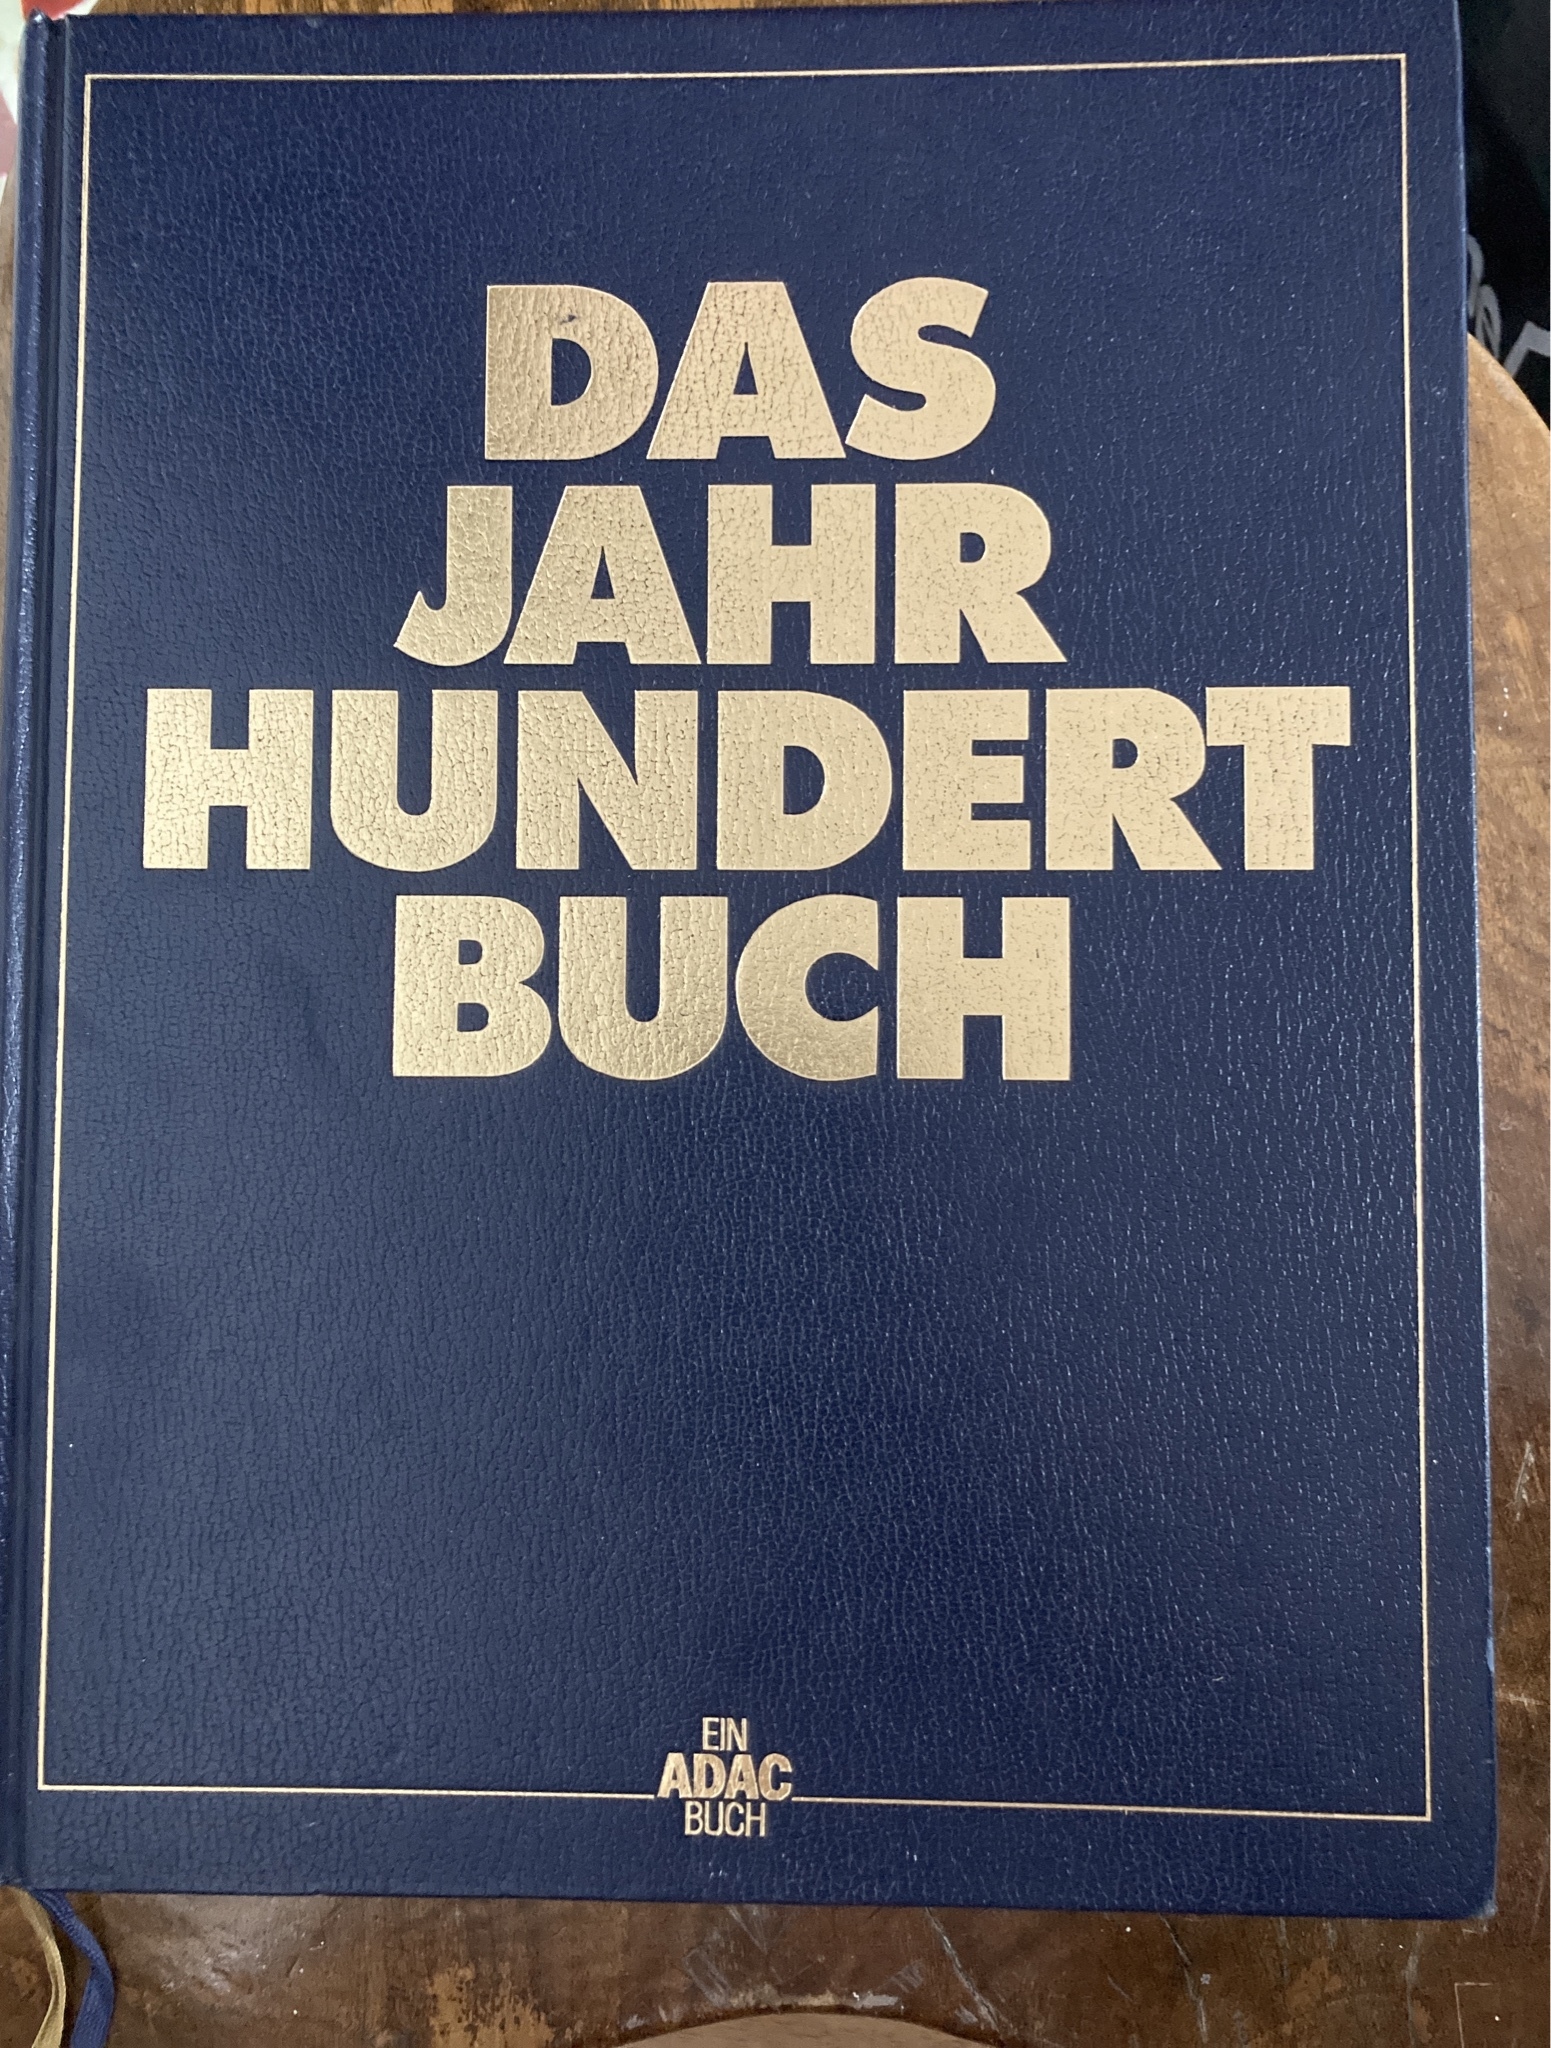 DAS
JAHR
HUNDERT
BUCH
EIN
ADAC
BUCH